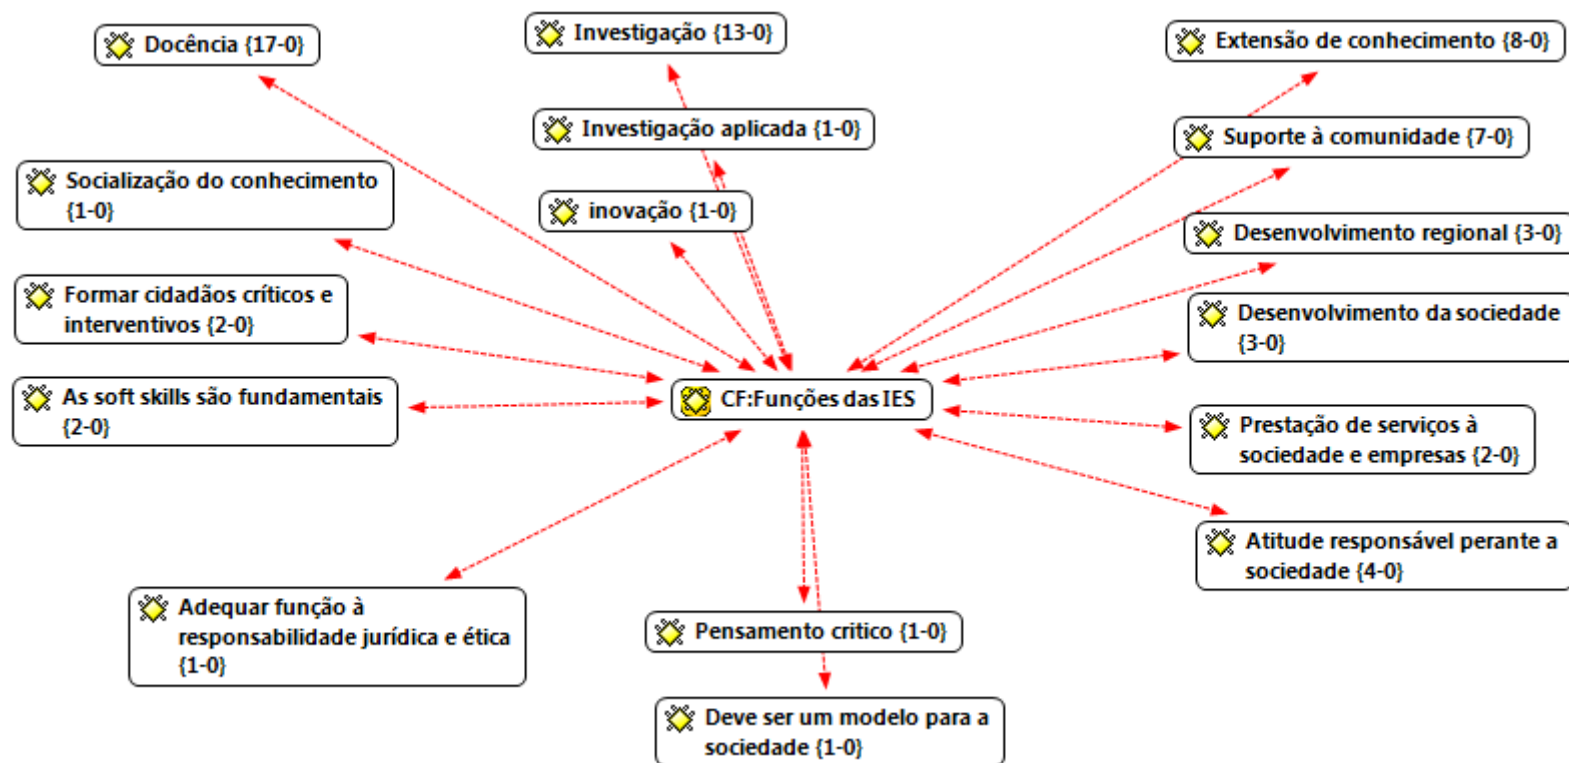 Docência {17-0}
Investigação {13-0}
Extensão de conhecimento {8-0}
Investigação aplicada {1-0}
Suporte à comunidade {7-0}
Socialização do conhecimento
{1-0}
inovação {1-0}
Desenvolvimento regional {3-0}
Formar cidadãos críticos e
interventivos {2-0}
Desenvolvimento da sociedade
{3-0}
As soft skills são fundamentais
{2-0}
CF:Funções das IES
Prestação de serviços à
sociedade e empresas {2-0}
Atitude responsável perante a
sociedade {4-0}
Adequar função à
responsabilidade jurídica e ética
{1-0}
Pensamento critico {1-0}
Deve ser um modelo para a
sociedade {1-0}